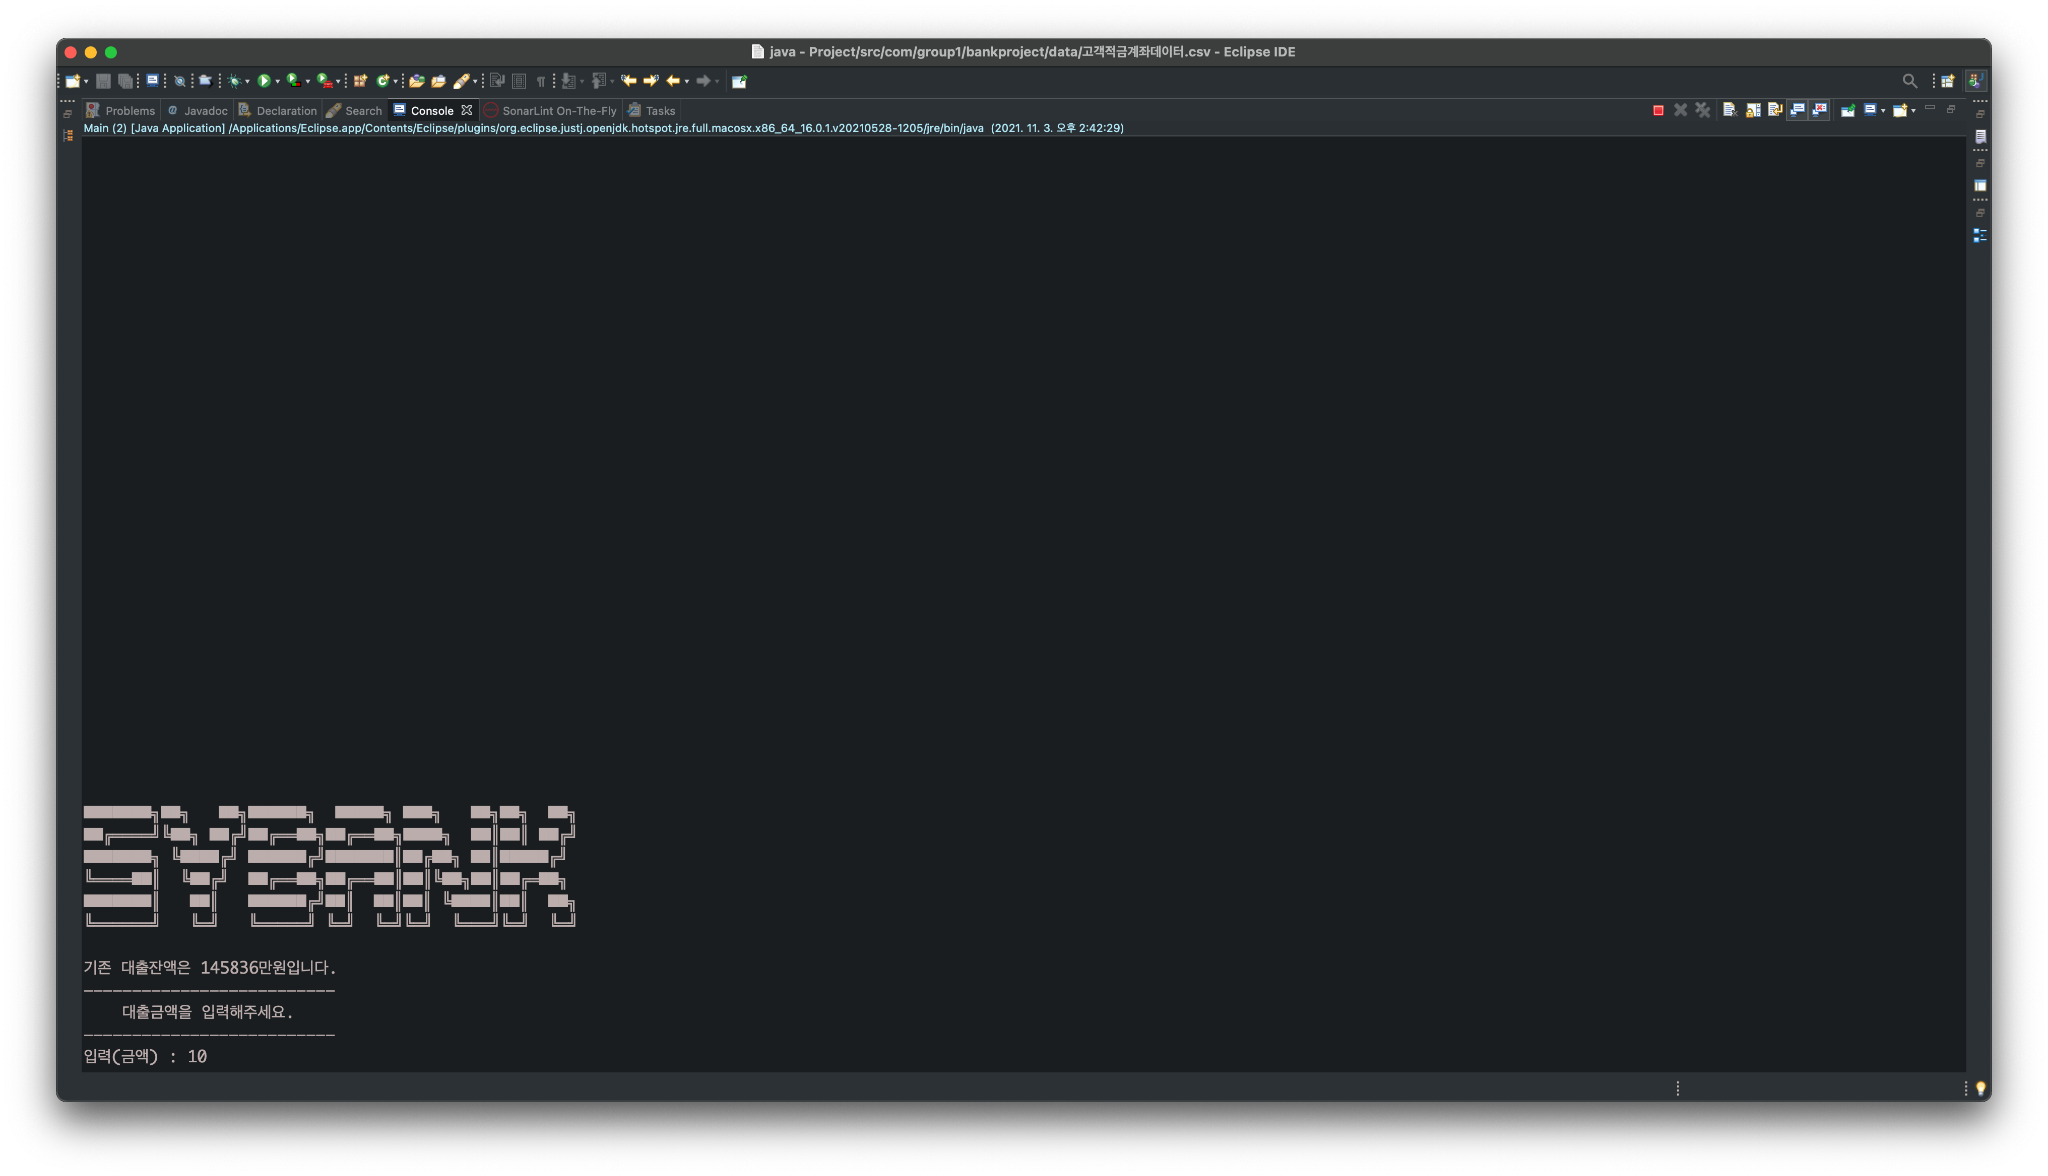 java - Project/src/com/group1/bankproject/data/고객적금계좌데이터.csv - Eclipse IDE
Problems Javadoc Declaration Search Console SonarLint On-The-Fly Tasks
Main (2) [Java Application] /Applications/Eclipse.app/Contents/Eclipse/plugins/org.eclipse.justj.openjdk.hotspot.jre.full.macosx.x86_64_16.0.1.v20210528-1205/jre/bin/java (2021. 11. 3. 오후 2:42:29)
SYBANK
기존 대출잔액은 145836만원입니다.
--------------------------
대출금액을 입력해주세요.
--------------------------
입력(금액) : 10